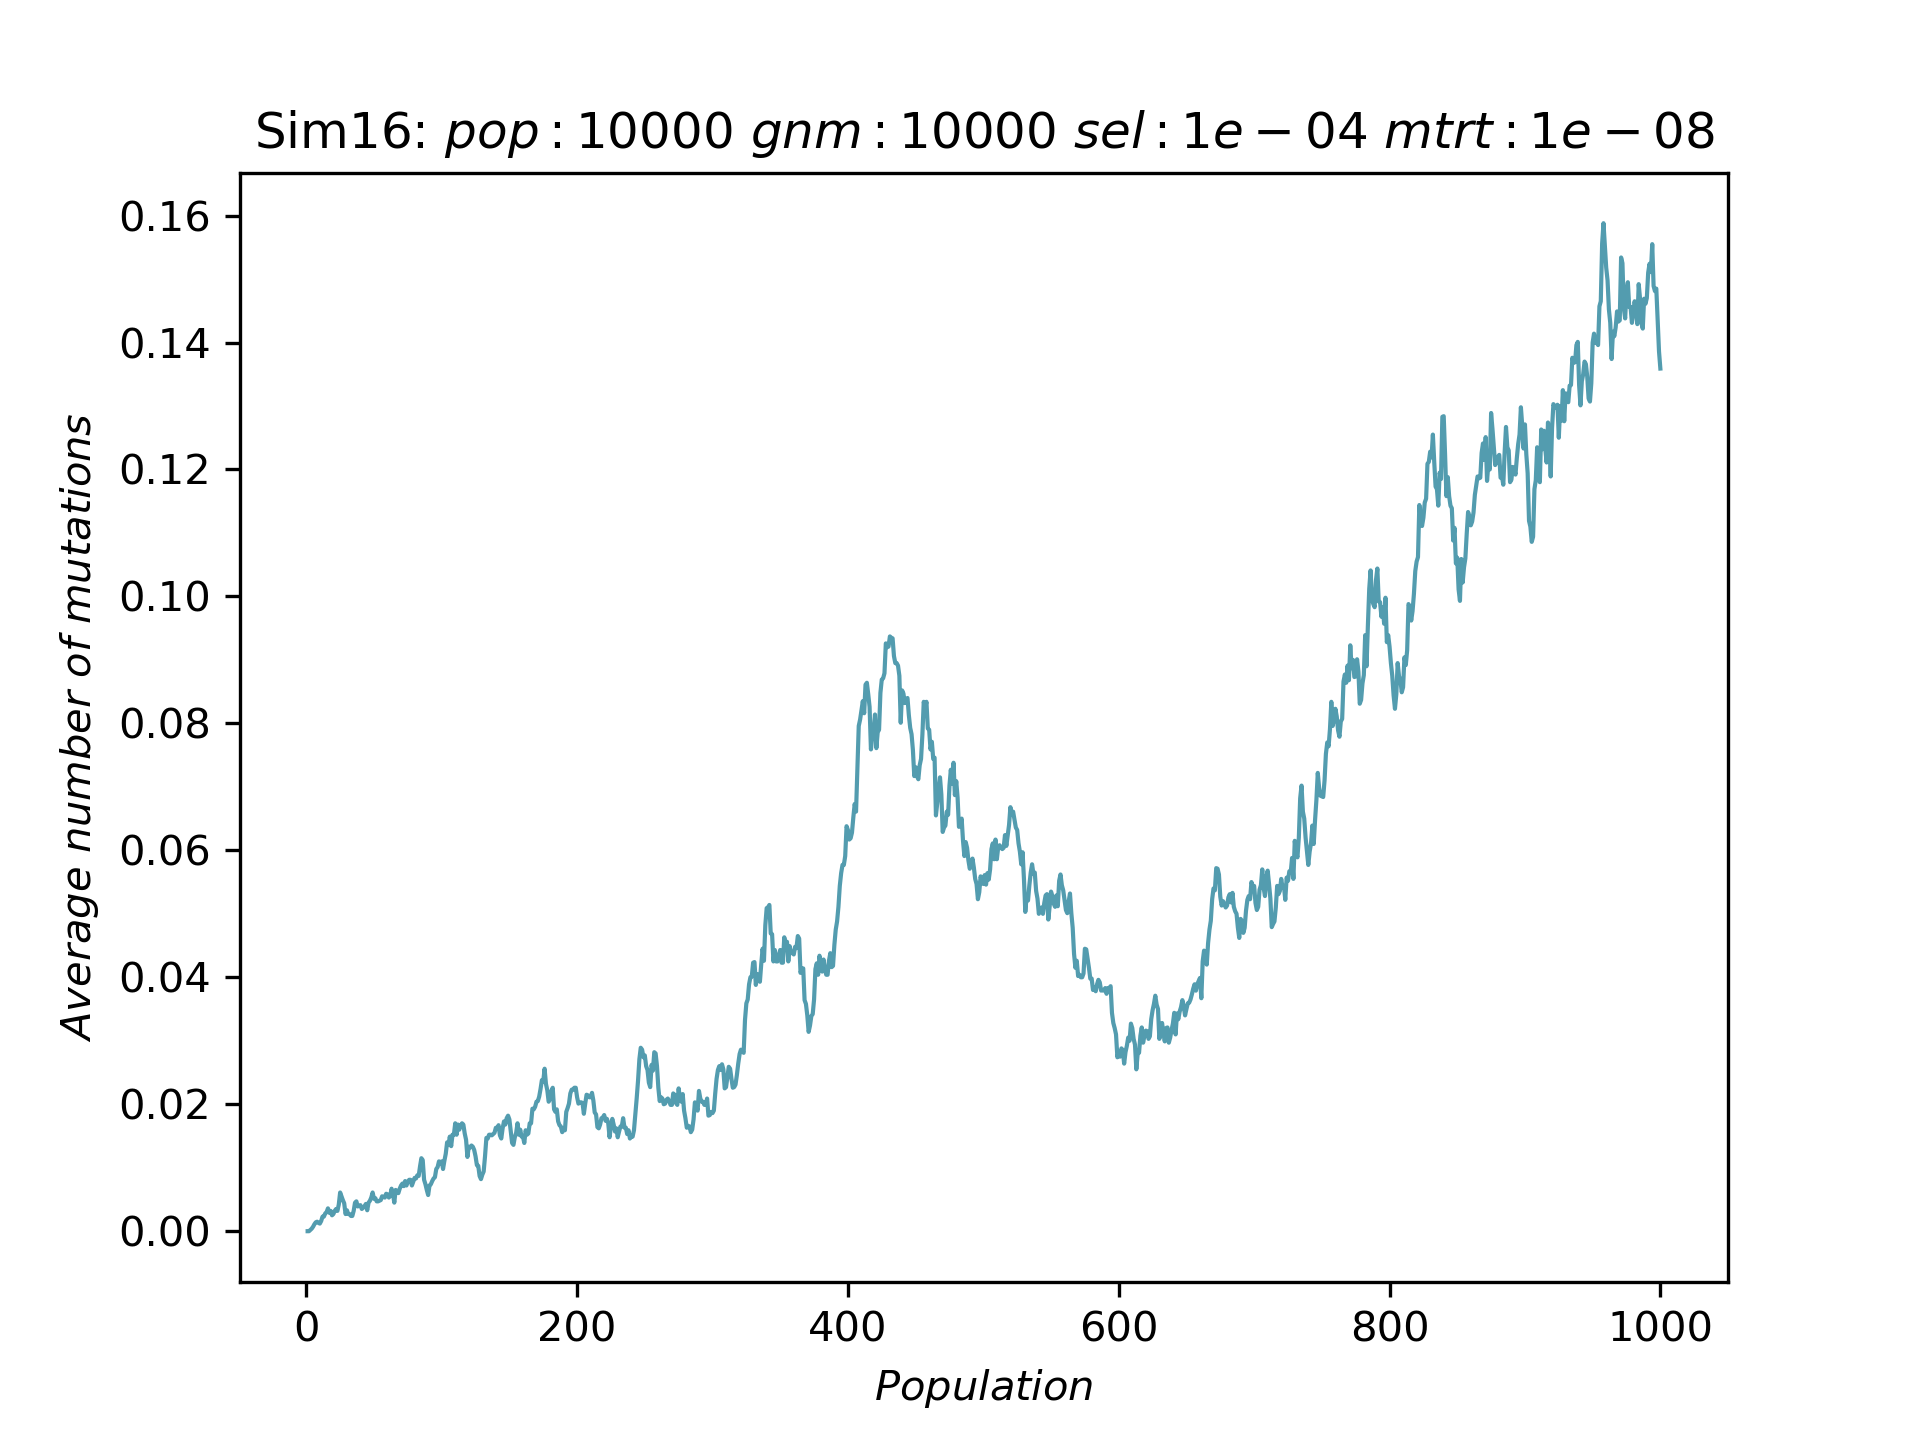 Sim16: pop : 10000 gnm : 10000 sel : 1e − 04 mtrt : 1e − 08
0.16
0.14
0.12
0.10
0.08
0.06
0.04
0.02
0.00
Average number of mutations
0 200 400 600 800 1000
Population